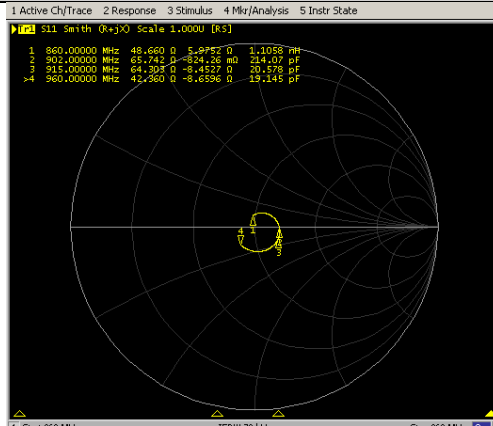 1 Active Ch/Trace 2 Response 3 Stimulus 4 Mkr/Analysis 5 Instr State
Tr1 S11 Smith (R+jX) Scale 1.000U [RS]
1 860.00000 MHz 48.660 Ω 5.9752 Ω 1.1058 nH
2 902.00000 MHz 65.742 Ω -824.26 mΩ 214.07 pF
3 915.00000 MHz 64.303 Ω -8.4527 Ω 20.578 pF
>4 960.00000 MHz 42.360 Ω -8.6596 Ω 19.145 pF
4 1
3